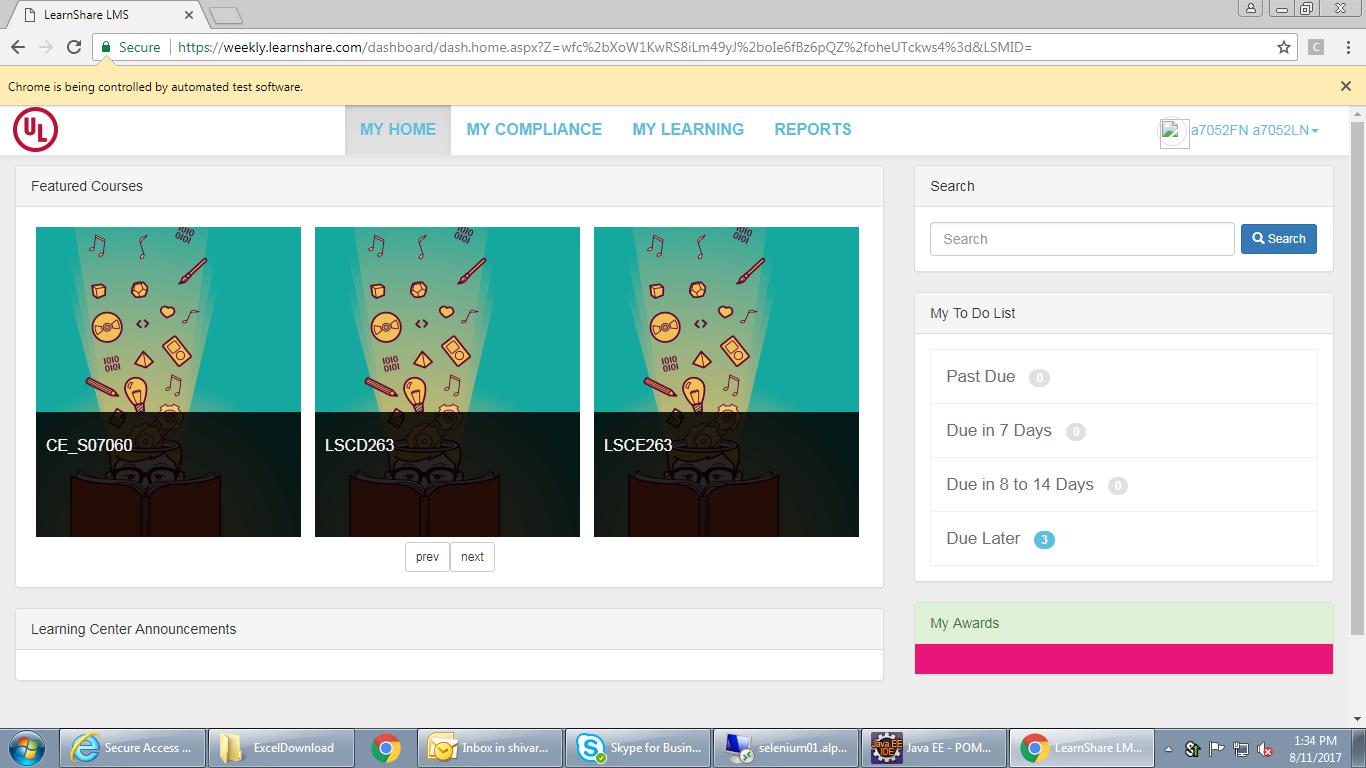 LearnShare LMS
Secure
https://weekly.learnshare.com/dashboard/dash.home.aspx?Z=wfc%2bXoW1KwRS8iLm49yJ%2boIe6fBz6pQZ%2foheUTckws4%3d&LSMID=
C
Chrome is being controlled by automated test software.
UL
MY HOME
MY COMPLIANCE
MY LEARNING
REPORTS
a7052FN a7052LN
Featured Courses
CE_S07060
LSCD263
LSCE263
prev
next
Learning Center Announcements
Search
Search
Search
My To Do List
Past Due 0
Due in 7 Days 0
Due in 8 to 14 Days 0
Due Later 3
My Awards
Secure Access ...
ExcelDownload
Inbox in shivar...
Skype for Busin...
selenium01.alp...
Java EE - POM...
LearnShare LM...
1:34 PM
8/11/2017